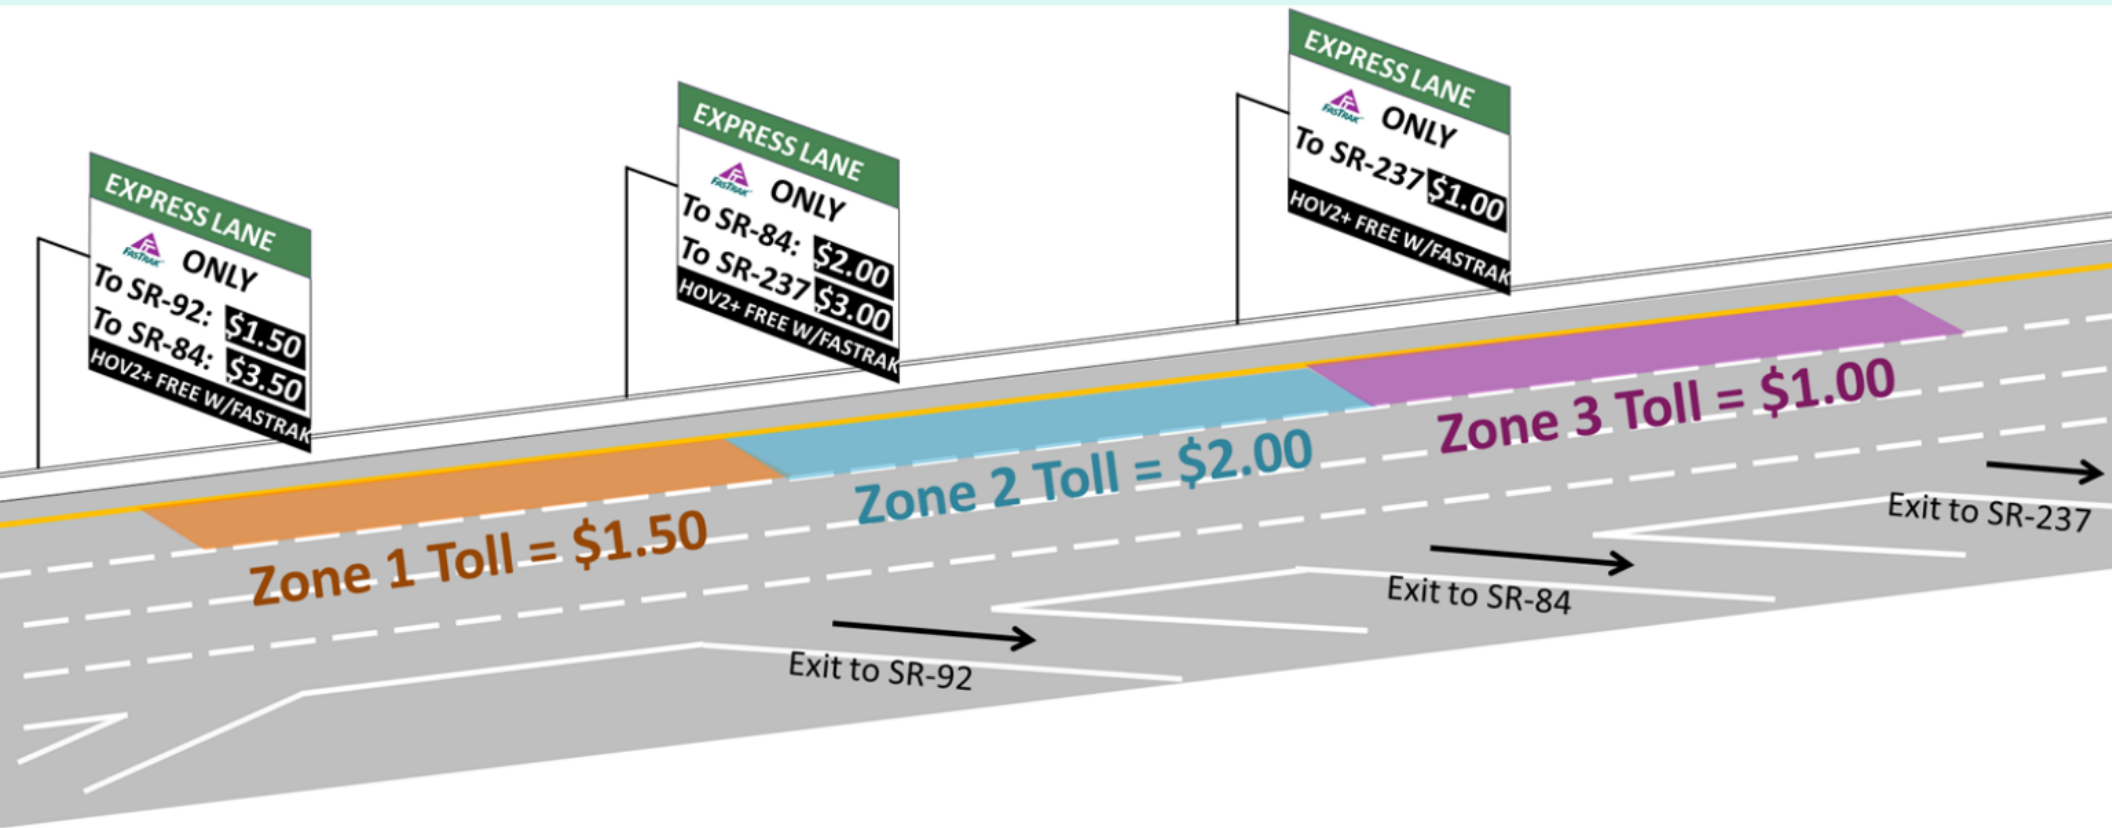 EXPRESS LANE
FASTRAK
ONLY
To SR-92: $1.50
To SR-84: $3.50
HOV2+ FREE W/FASTRAK
EXPRESS LANE
FASTRAK
ONLY
To SR-84: $2.00
To SR-237 $3.00
HOV2+ FREE W/FASTRAK
EXPRESS LANE
FASTRAK
ONLY
To SR-237 $1.00
HOV2+ FREE W/FASTRAK
Zone 1 Toll = $1.50
Zone 2 Toll = $2.00
Zone 3 Toll = $1.00
Exit to SR-92
Exit to SR-84
Exit to SR-237